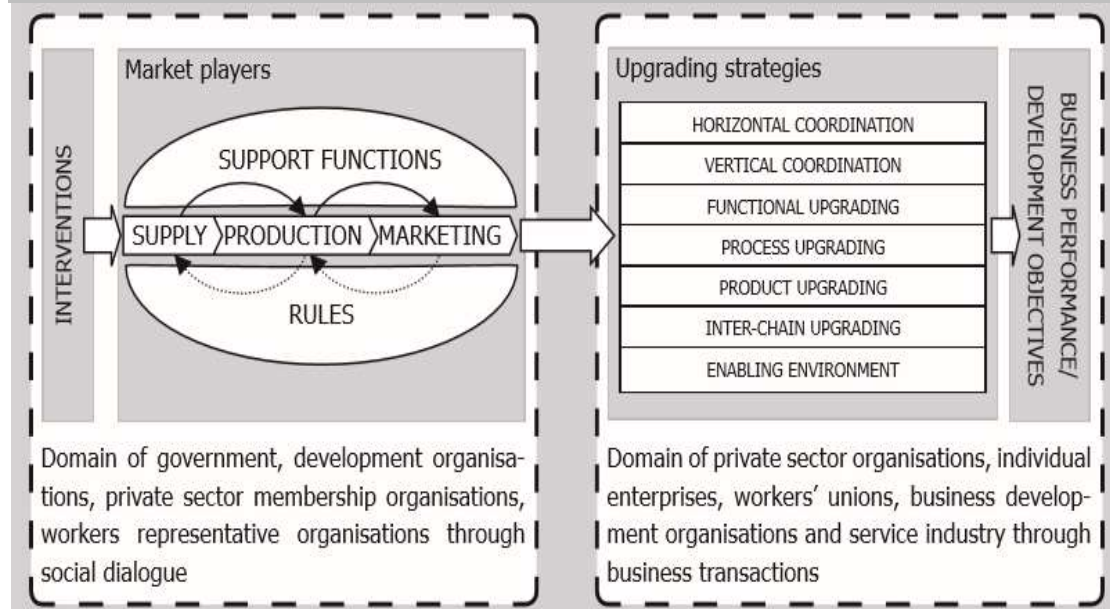 INTERVENTIONS
Market players
SUPPORT FUNCTIONS
SUPPLY
PRODUCTION
MARKETING
RULES
Domain of government, development organisa-
tions, private sector membership organisations,
workers representative organisations through
social dialogue
Upgrading strategies
HORIZONTAL COORDINATION
VERTICAL COORDINATION
FUNCTIONAL UPGRADING
PROCESS UPGRADING
PRODUCT UPGRADING
INTER-CHAIN UPGRADING
ENABLING ENVIRONMENT
BUSINESS PERFORMANCE/
DEVELOPMENT OBJECTIVES
Domain of private sector organisations, individual
enterprises, workers’ unions, business develop-
ment organisations and service industry through
business transactions